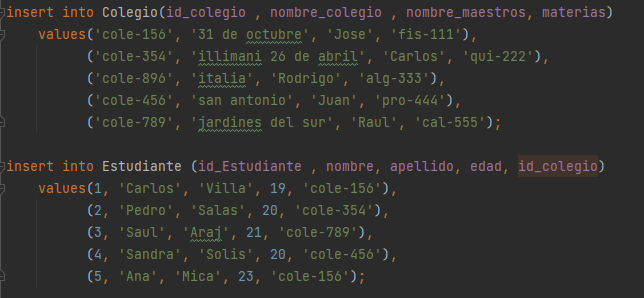 insert into Colegio(id_colegio , nombre_colegio , nombre_maestros, materias)
values('cole-156', '31 de octubre', 'Jose', 'fis-111'),
('cole-354', 'illimani 26 de abril', 'Carlos', 'qui-222'),
('cole-896', 'italia', 'Rodrigo', 'alg-333'),
('cole-456', 'san antonio', 'Juan', 'pro-444'),
('cole-789', 'jardines del sur', 'Raul', 'cal-555');
insert into Estudiante (id_Estudiante , nombre, apellido, edad, id_colegio)
values(1, 'Carlos', 'Villa', 19, 'cole-156'),
(2, 'Pedro', 'Salas', 20, 'cole-354'),
(3, 'Saul', 'Araj', 21, 'cole-789'),
(4, 'Sandra', 'Solis', 20, 'cole-456'),
(5, 'Ana', 'Mica', 23, 'cole-156');